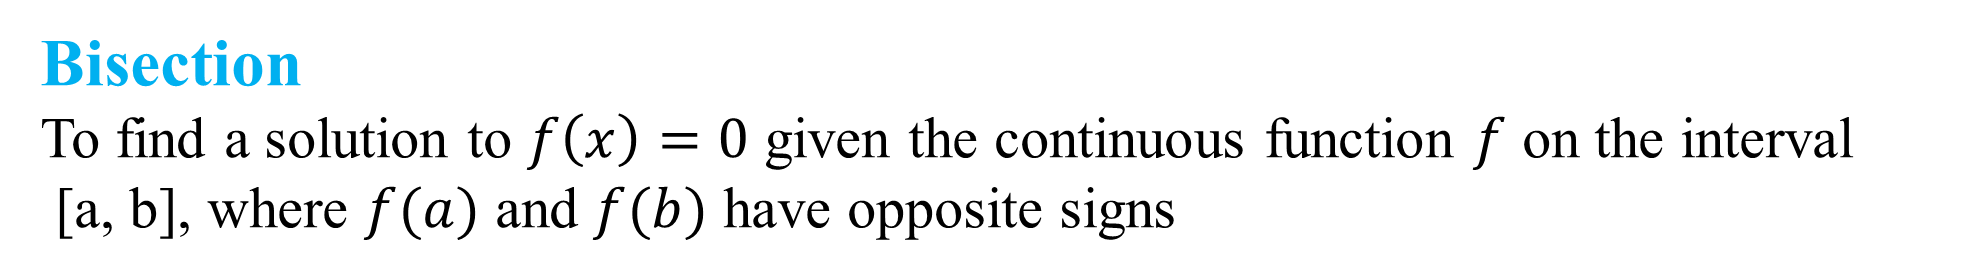 Bisection
To find a solution to f(x) = 0 given the continuous function f on the interval
[a, b], where f(a) and f(b) have opposite signs